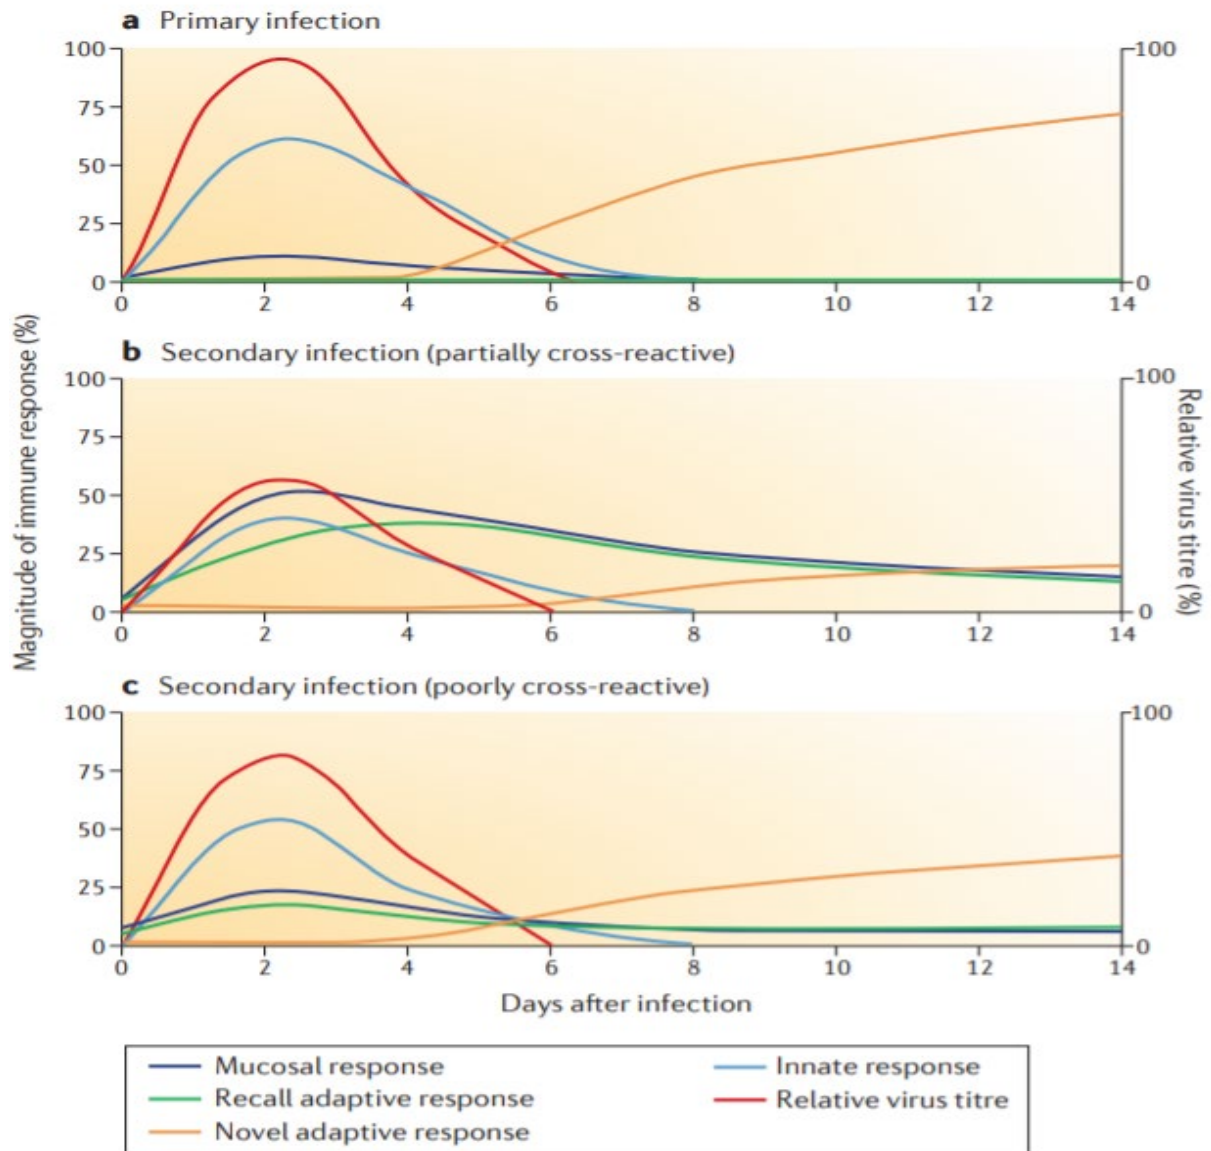 a Primary infection
100
75
50
25
0
100
0
0 2 4 6 8 10 12 14
b Secondary infection (partially cross-reactive)
100
75
50
25
0
100
0
0 2 4 6 8 10 12 14
c Secondary infection (poorly cross-reactive)
100
75
50
25
0
100
0
0 2 4 6 8 10 12 14
Magnitude of immune response (%)
Relative virus titre (%)
Days after infection
Mucosal response
Recall adaptive response
Novel adaptive response
Innate response
Relative virus titre